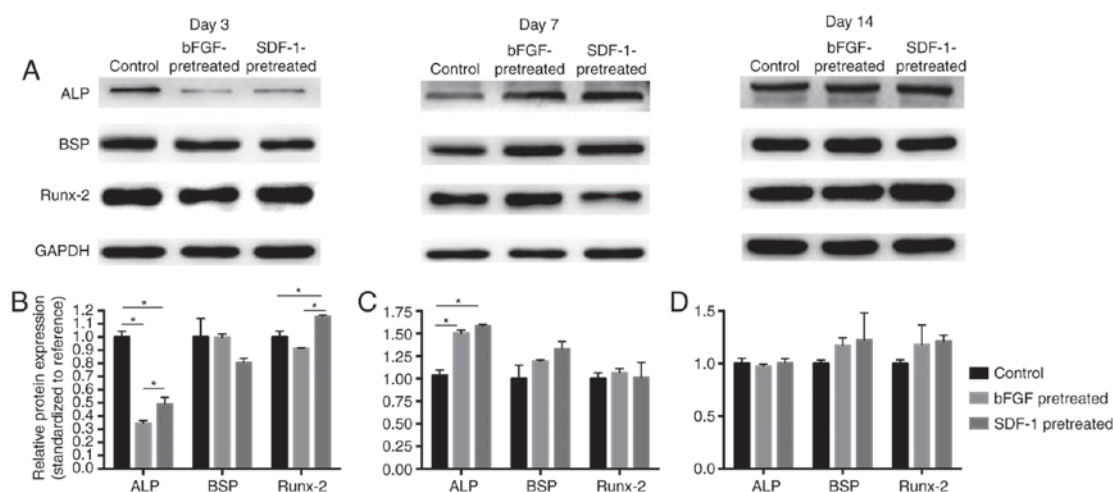 Day 3
Day 7
Day 14
A
Control
bFGF-
pretreated
SDF-1-
pretreated
Control
bFGF-
pretreated
SDF-1-
pretreated
Control
bFGF-
pretreated
SDF-1-
pretreated
ALP
BSP
Runx-2
GAPDH
B
Relative protein expression
(standardized to reference)
1.2
1.1
1.0
0.9
0.8
0.7
0.6
0.5
0.4
0.3
0.2
0.1
0.0
* * * * *
ALP BSP Runx-2
C
1.75
1.50
1.25
1.00
0.75
0.50
0.25
0.00
* *
ALP BSP Runx-2
D
1.5
1.0
0.5
0.0
ALP BSP Runx-2
Control
bFGF pretreated
SDF-1 pretreated